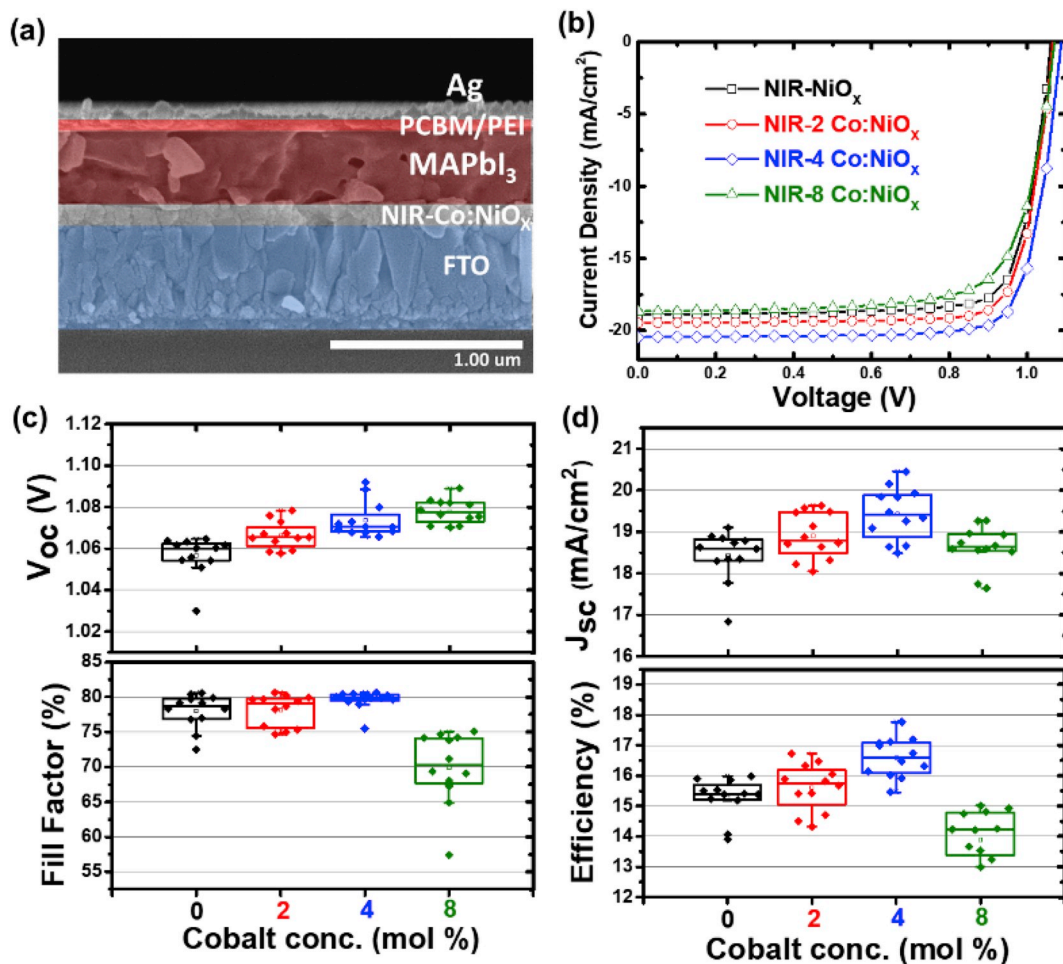 (a)
Ag
PCBM/PEI
MAPbI₃
NIR-Co:NiOₓ
FTO
1.00 um
(b)
0
-5
-10
-15
-20
Current Density (mA/cm²)
NIR-NiOₓ
NIR-2 Co:NiOₓ
NIR-4 Co:NiOₓ
NIR-8 Co:NiOₓ
0.0 0.2 0.4 0.6 0.8 1.0
Voltage (V)
(c)
1.12
1.10
1.08
1.06
1.04
1.02
V_OC (V)
85
80
75
70
65
60
55
Fill Factor (%)
0 2 4 8
Cobalt conc. (mol %)
(d)
21
20
19
18
17
16
J_SC (mA/cm²)
19
18
17
16
15
14
13
12
Efficiency (%)
0 2 4 8
Cobalt conc. (mol %)